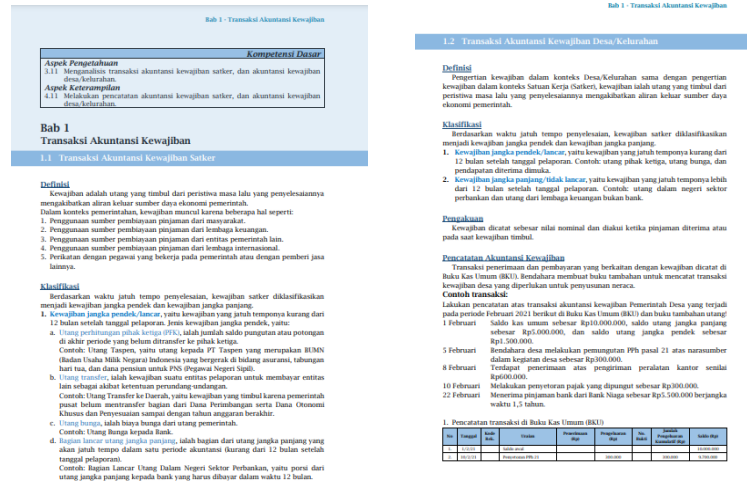 Bab 1 - Transaksi Akuntansi Kewajiban
Kompetensi Dasar
Aspek Pengetahuan
3.11 Menganalisis transaksi akuntansi kewajiban satker, dan akuntansi kewajiban
desa/kelurahan.
Aspek Keterampilan
4.11 Melakukan pencatatan akuntansi kewajiban satker, dan akuntansi kewajiban
desa/kelurahan.
Bab 1
Transaksi Akuntansi Kewajiban
1.1 Transaksi Akuntansi Kewajiban Satker
Definisi
Kewajiban adalah utang yang timbul dari peristiwa masa lalu yang penyelesaiannya
mengakibatkan aliran keluar sumber daya ekonomi pemerintah.
Dalam konteks pemerintahan, kewajiban muncul karena beberapa hal seperti:
1. Penggunaan sumber pembiayaan pinjaman dari masyarakat.
2. Penggunaan sumber pembiayaan pinjaman dari lembaga keuangan.
3. Penggunaan sumber pembiayaan pinjaman dari entitas pemerintah lain.
4. Penggunaan sumber pembiayaan pinjaman dari lembaga internasional.
5. Perikatan dengan pegawai yang bekerja pada pemerintah atau dengan pemberi jasa
lainnya.
Klasifikasi
Berdasarkan waktu jatuh tempo penyelesaian, kewajiban satker diklasifikasikan
menjadi kewajiban jangka pendek dan kewajiban jangka panjang.
1. Kewajiban jangka pendek/lancar, yaitu kewajiban yang jatuh temponya kurang dari
12 bulan setelah tanggal pelaporan. Jenis kewajiban jangka pendek, yaitu:
a. Utang perhitungan pihak ketiga (PFK), ialah jumlah saldo pungutan atau potongan
di akhir periode yang belum ditransfer ke pihak ketiga.
Contoh: Utang Taspen, yaitu utang kepada PT Taspen yang merupakan BUMN
(Badan Usaha Milik Negara) Indonesia yang bergerak di bidang asuransi, tabungan
hari tua, dan dana pensiun untuk PNS (Pegawai Negeri Sipil).
b. Utang transfer, ialah kewajiban suatu entitas pelaporan untuk membayar entitas
lain sebagai akibat ketentuan perundang-undangan.
Contoh: Utang Transfer ke Daerah, yaitu kewajiban yang timbul karena pemerintah
pusat belum mentransfer bagian dari Dana Perimbangan serta Dana Otonomi
Khusus dan Penyesuaian sampai dengan tahun anggaran berakhir.
c. Utang bunga, ialah biaya bunga dari utang pemerintah.
Contoh: Utang Bunga kepada Bank.
d. Bagian lancar utang jangka panjang, ialah bagian dari utang jangka panjang yang
akan jatuh tempo dalam satu periode akuntansi (kurang dari 12 bulan setelah
tanggal pelaporan).
Contoh: Bagian Lancar Utang Dalam Negeri Sektor Perbankan, yaitu porsi dari
utang jangka panjang kepada bank yang harus dibayar dalam waktu 12 bulan.
Bab 1 - Transaksi Akuntansi Kewajiban
1.2 Transaksi Akuntansi Kewajiban Desa/Kelurahan
Definisi
Pengertian kewajiban dalam konteks Desa/Kelurahan sama dengan pengertian
kewajiban dalam konteks Satuan Kerja (Satker), kewajiban ialah utang yang timbul dari
peristiwa masa lalu yang penyelesaiannya mengakibatkan aliran keluar sumber daya
ekonomi pemerintah.
Klasifikasi
Berdasarkan waktu jatuh tempo penyelesaian, kewajiban satker diklasifikasikan
menjadi kewajiban jangka pendek dan kewajiban jangka panjang.
1. Kewajiban jangka pendek/lancar, yaitu kewajiban yang jatuh temponya kurang dari
12 bulan setelah tanggal pelaporan. Contoh: utang pihak ketiga, utang bunga, dan
pendapatan diterima dimuka.
2. Kewajiban jangka panjang/tidak lancar, yaitu kewajiban yang jatuh temponya lebih
dari 12 bulan setelah tanggal pelaporan. Contoh: utang dalam negeri sektor
perbankan dan utang dari lembaga keuangan bukan bank.
Pengakuan
Kewajiban dicatat sebesar nilai nominal dan diakui ketika pinjaman diterima atau
pada saat kewajiban timbul.
Pencatatan Akuntansi Kewajiban
Transaksi penerimaan dan pembayaran yang berkaitan dengan kewajiban dicatat di
Buku Kas Umum (BKU). Bendahara membuat buku tambahan untuk mencatat transaksi
kewajiban desa yang diperlukan untuk penyusunan neraca.
Contoh transaksi:
Lakukan pencatatan atas transaksi akuntansi kewajiban Pemerintah Desa yang terjadi
pada periode Februari 2021 berikut di Buku Kas Umum (BKU) dan buku tambahan utang!
1 Februari Saldo kas umum sebesar Rp10.000.000, saldo utang jangka panjang
sebesar Rp5.000.000, dan saldo utang jangka pendek sebesar
Rp1.500.000.
5 Februari Bendahara desa melakukan pemungutan PPh pasal 21 atas narasumber
dalam kegiatan desa sebesar Rp300.000.
8 Februari Terdapat penerimaan atas pengiriman peralatan kantor senilai
Rp600.000.
10 Februari Melakukan penyetoran pajak yang dipungut sebesar Rp300.000.
22 Februari Menerima pinjaman dari Bank Niaga sebesar Rp5.500.000 berjangka
waktu 1,5 tahun.
1. Pencatatan transaksi di Buku Kas Umum (BKU)
No Tanggal Kode Rek. Uraian Penerimaan (Rp) Pengeluaran (Rp) No. Bukti Jumlah Pengeluaran Kumulatif (Rp) Saldo (Rp)
1. 1/2/21 Saldo awal 10.000.000
2. 10/2/21 Penyetoran PPh 21 300.000 300.000 9.700.000